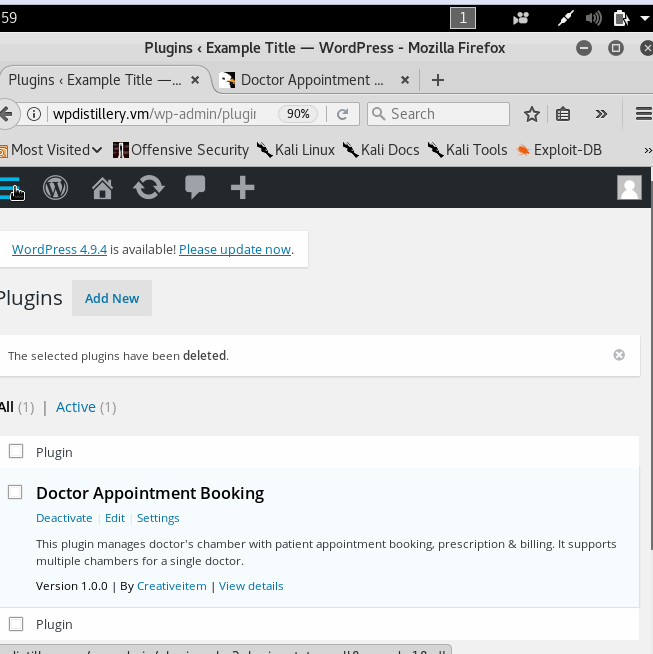 59
1
Plugins ‹ Example Title — WordPress - Mozilla Firefox
Plugins ‹ Example Title —... × Doctor Appointment ... × +
wpdistillery.vm/wp-admin/plugin 90% Search
Most Visited Offensive Security Kali Linux Kali Docs Kali Tools Exploit-DB »
WordPress 4.9.4 is available! Please update now.
Plugins Add New
The selected plugins have been deleted.
All (1) | Active (1)
Plugin
Doctor Appointment Booking
Deactivate | Edit | Settings
This plugin manages doctor's chamber with patient appointment booking, prescription & billing. It supports
multiple chambers for a single doctor.
Version 1.0.0 | By Creativeitem | View details
Plugin